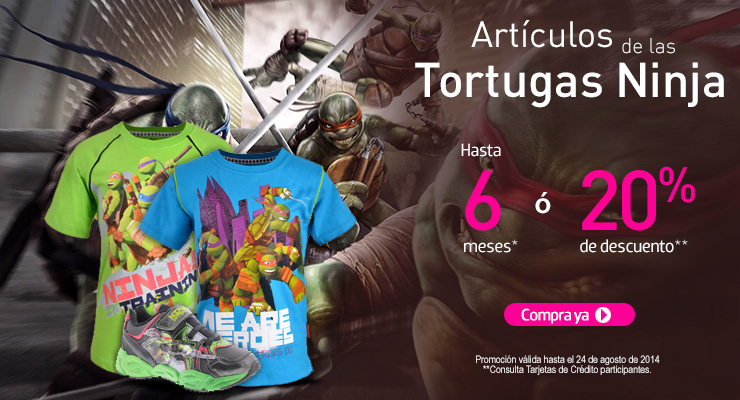 Artículos de las
Tortugas Ninja
Hasta
6 ó 20%
meses* de descuento**
Compra ya
Promoción válida hasta el 24 de agosto de 2014
**Consulta Tarjetas de Crédito participantes.
NINJA
IN TRAINING
WE ARE
HEROES